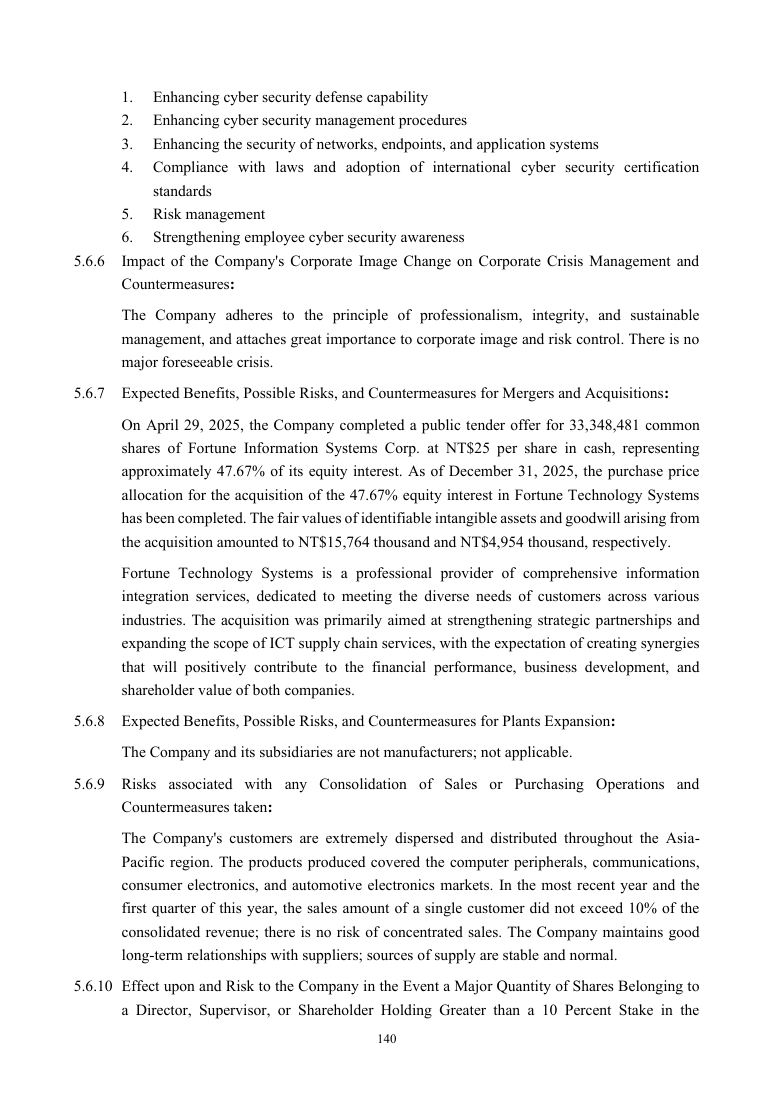 1. Enhancing cyber security defense capability
2. Enhancing cyber security management procedures
3. Enhancing the security of networks, endpoints, and application systems
4. Compliance with laws and adoption of international cyber security certification
standards
5. Risk management
6. Strengthening employee cyber security awareness
5.6.6 Impact of the Company's Corporate Image Change on Corporate Crisis Management and
Countermeasures:
The Company adheres to the principle of professionalism, integrity, and sustainable
management, and attaches great importance to corporate image and risk control. There is no
major foreseeable crisis.
5.6.7 Expected Benefits, Possible Risks, and Countermeasures for Mergers and Acquisitions:
On April 29, 2025, the Company completed a public tender offer for 33,348,481 common
shares of Fortune Information Systems Corp. at NT$25 per share in cash, representing
approximately 47.67% of its equity interest. As of December 31, 2025, the purchase price
allocation for the acquisition of the 47.67% equity interest in Fortune Technology Systems
has been completed. The fair values of identifiable intangible assets and goodwill arising from
the acquisition amounted to NT$15,764 thousand and NT$4,954 thousand, respectively.
Fortune Technology Systems is a professional provider of comprehensive information
integration services, dedicated to meeting the diverse needs of customers across various
industries. The acquisition was primarily aimed at strengthening strategic partnerships and
expanding the scope of ICT supply chain services, with the expectation of creating synergies
that will positively contribute to the financial performance, business development, and
shareholder value of both companies.
5.6.8 Expected Benefits, Possible Risks, and Countermeasures for Plants Expansion:
The Company and its subsidiaries are not manufacturers; not applicable.
5.6.9 Risks associated with any Consolidation of Sales or Purchasing Operations and
Countermeasures taken:
The Company's customers are extremely dispersed and distributed throughout the Asia-
Pacific region. The products produced covered the computer peripherals, communications,
consumer electronics, and automotive electronics markets. In the most recent year and the
first quarter of this year, the sales amount of a single customer did not exceed 10% of the
consolidated revenue; there is no risk of concentrated sales. The Company maintains good
long-term relationships with suppliers; sources of supply are stable and normal.
5.6.10 Effect upon and Risk to the Company in the Event a Major Quantity of Shares Belonging to
a Director, Supervisor, or Shareholder Holding Greater than a 10 Percent Stake in the
140